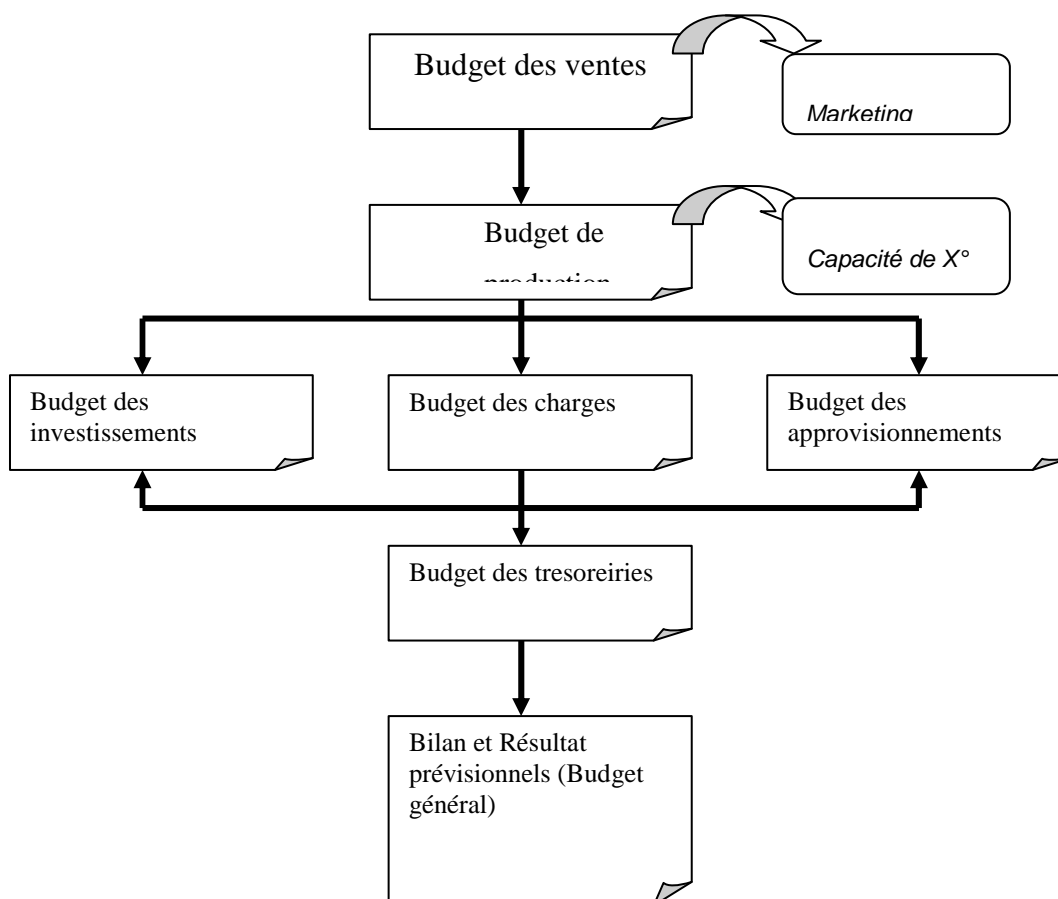 Budget des ventes
Marketing
Budget de
production
Capacité de X°
Budget des
investissements
Budget des charges
Budget des
approvisionnements
Budget des tresoreiries
Bilan et Résultat
prévisionnels (Budget
général)